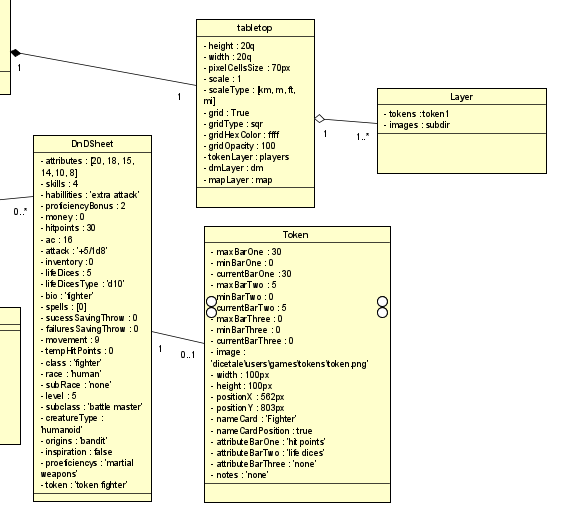 tabletop
- height : 20q
- width : 20q
- pixelCellsSize : 70px
- scale : 1
- scaleType : [km, m, ft,
mi]
- grid : True
- gridType : sqr
- gridHexColor : ffff
- gridOpacity : 100
- tokenLayer : players
- dmLayer : dm
- mapLayer : map
1
1
1
1..*
Layer
- tokens :token1
- images : subdir
DnDSheet
- attributes : [20, 18, 15,
14, 10, 8]
- skills : 4
- habillities : 'extra attack'
- proficiencyBonus : 2
- money : 0
- hitpoints : 30
- ac : 16
- attack : '+5/1d8'
- inventory : 0
- lifeDices : 5
- lifeDicesType : 'd10'
- bio : 'fighter'
- spells : [0]
- sucessSavingThrow : 0
- failuresSavingThrow : 0
- movement : 9
- tempHitPoints : 0
- class : 'fighter'
- race : 'human'
- subRace : 'none'
- level : 5
- subclass : 'battle master'
- creatureType :
'humanoid'
- origins : 'bandit'
- inspiration : false
- proeficiencys : 'martial
weapons'
- token : 'token fighter'
0..*
1
0..1
Token
- maxBarOne : 30
- minBarOne : 0
- currentBarOne : 30
- maxBarTwo : 5
minBarTwo : 0
currentBarTwo : 5
- maxBarThree : 0
- minBarThree : 0
- currentBarThree : 0
- image :
'dicetale\users\games\tokens\token.png'
- width : 100px
- height : 100px
- positionX : 562px
- positionY : 803px
- nameCard : 'Fighter'
- nameCardPosition : true
- attributeBarOne : 'hit points'
- attributeBarTwo : 'life dices'
- attributeBarThree : 'none'
- notes : 'none'